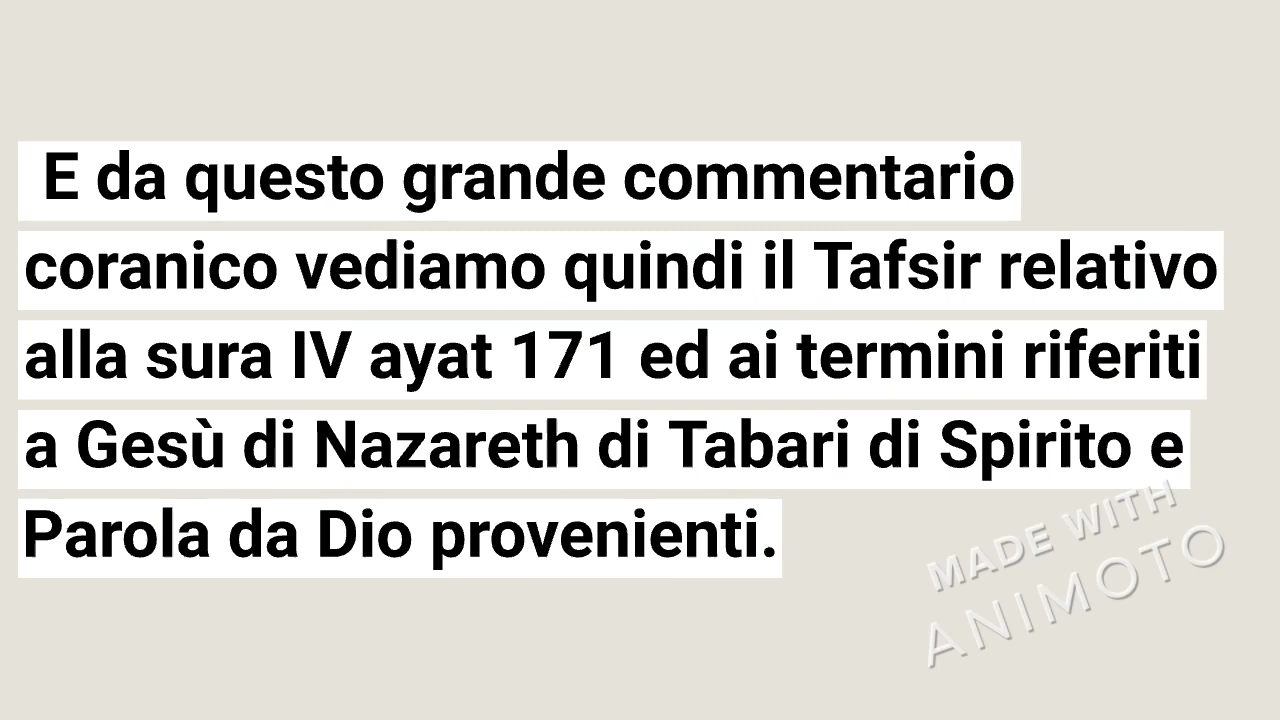 E da questo grande commentario
coranico vediamo quindi il Tafsir relativo
alla sura IV ayat 171 ed ai termini riferiti
a Gesù di Nazareth di Tabari di Spirito e
Parola da Dio provenienti.
MADE WITH
ANIMOTO